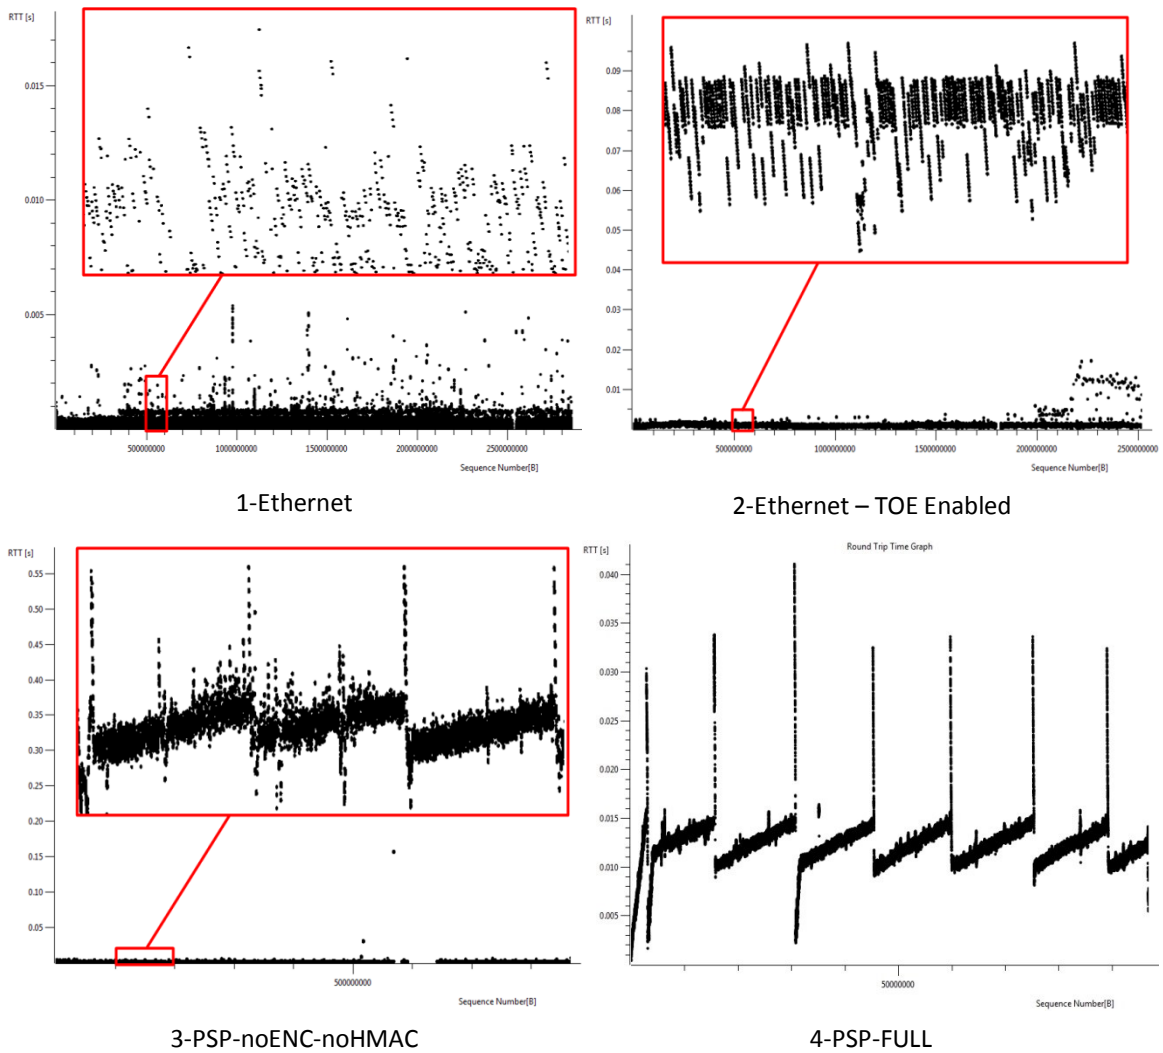 RTT [s]
0.015
0.010
0.005
500000000 1000000000 1500000000 2000000000 2500000000
Sequence Number[B]
1-Ethernet
RTT [s]
0.09
0.08
0.07
0.06
0.05
0.04
0.03
0.02
0.01
500000000 1000000000 1500000000 2000000000 2500000000
Sequence Number[B]
2-Ethernet – TOE Enabled
RTT [s]
0.55
0.50
0.45
0.40
0.35
0.30
0.25
0.20
0.15
0.10
0.05
500000000
Sequence Number[B]
3-PSP-noENC-noHMAC
RTT [s]
Round Trip Time Graph
0.040
0.035
0.030
0.025
0.020
0.015
0.010
0.005
50000000
Sequence Number[B]
4-PSP-FULL